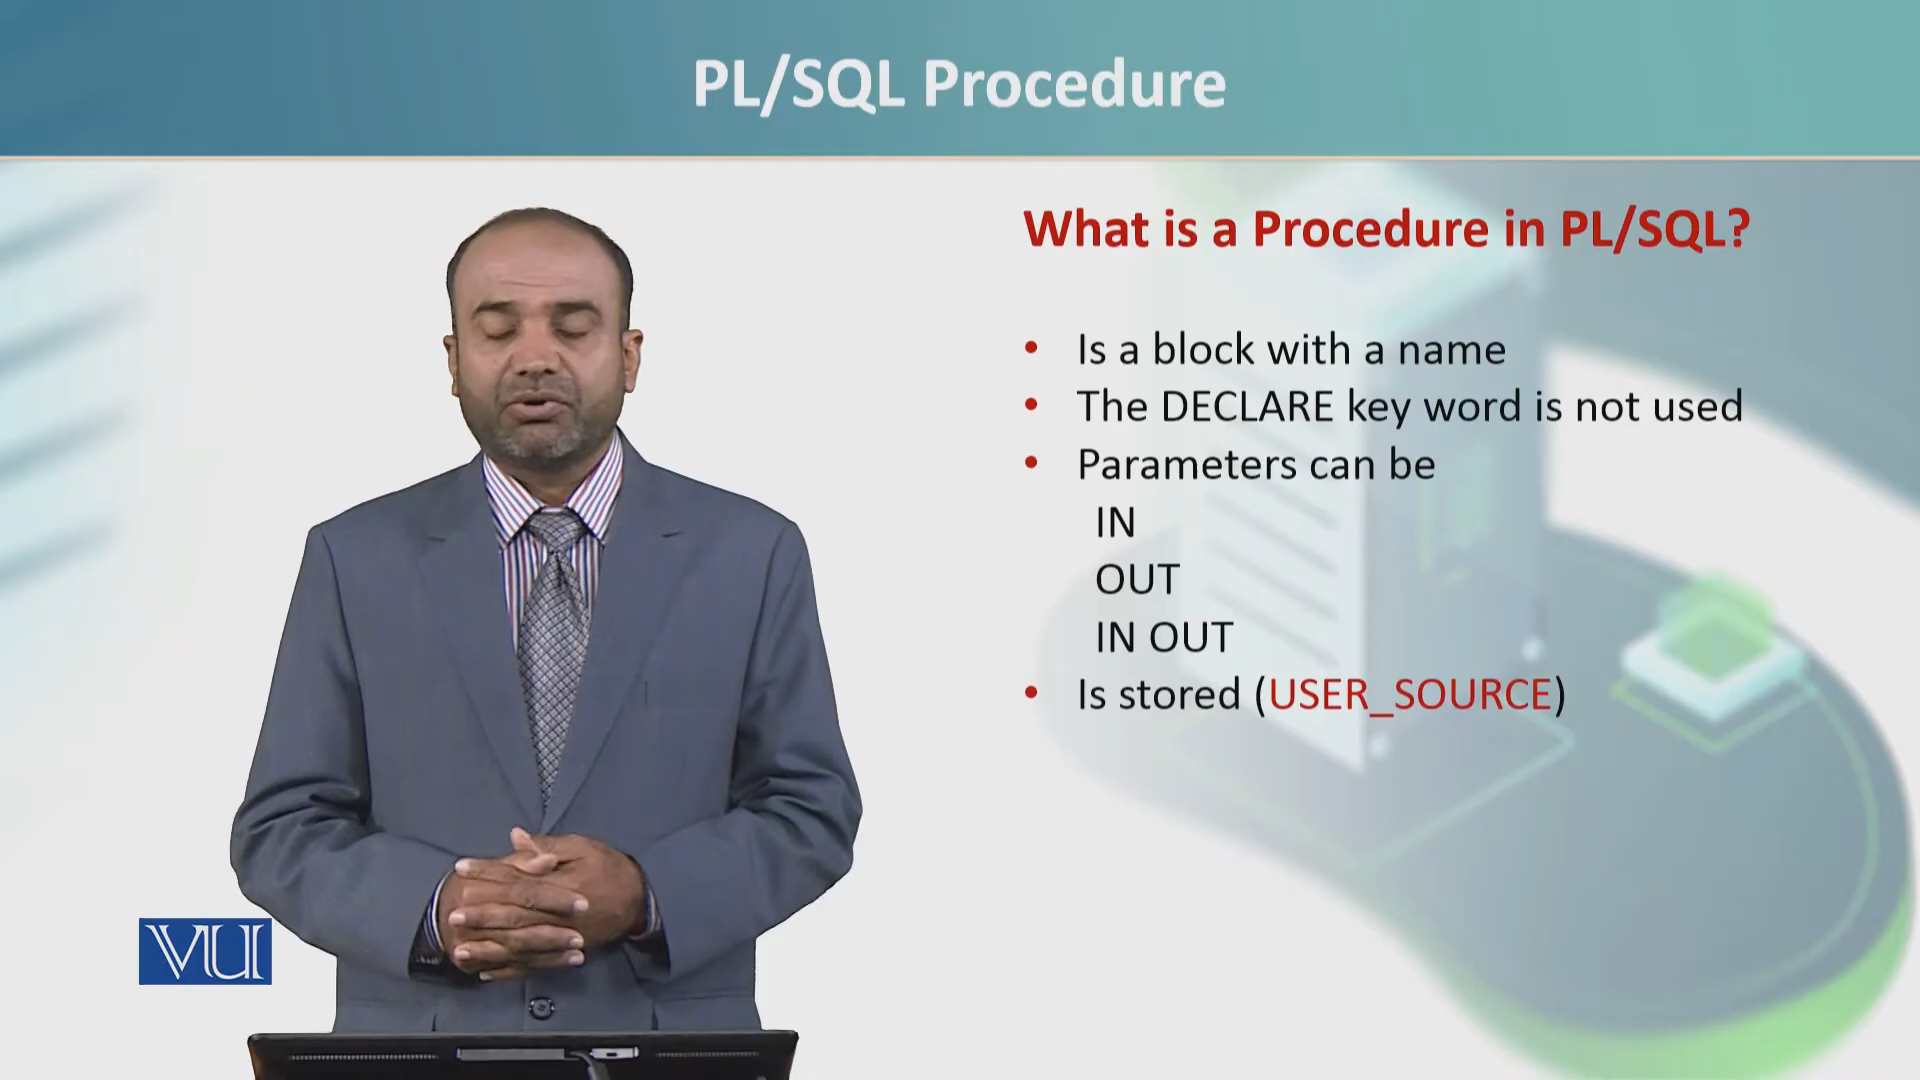 PL/SQL Procedure
What is a Procedure in PL/SQL?
• Is a block with a name
• The DECLARE key word is not used
• Parameters can be
IN
OUT
IN OUT
• Is stored (USER_SOURCE)
VU